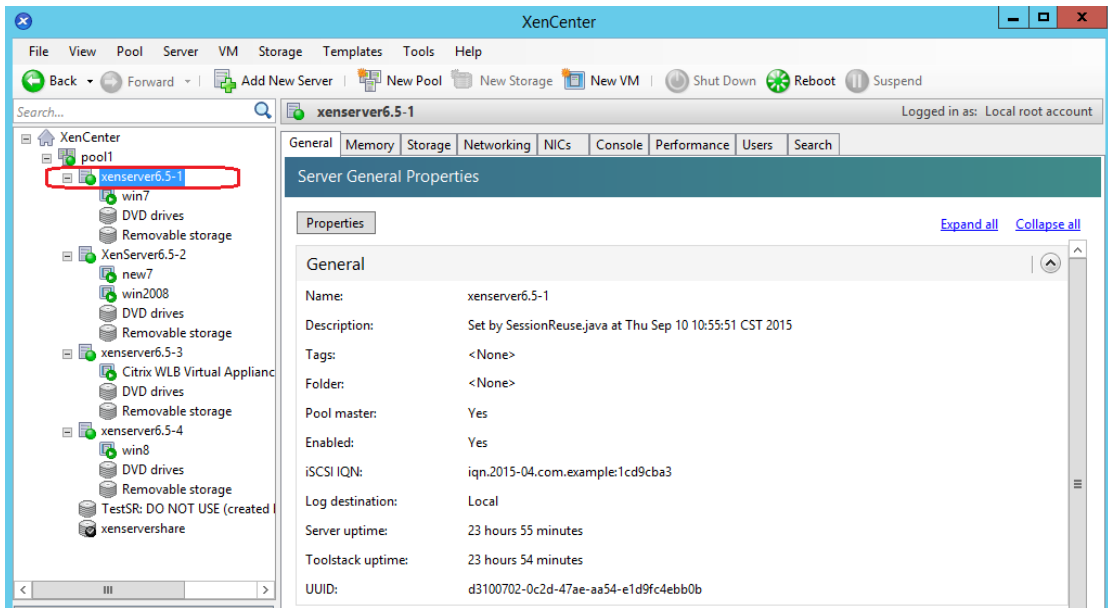 XenCenter
File View Pool Server VM Storage Templates Tools Help
Back Forward Add New Server New Pool New Storage New VM Shut Down Reboot Suspend
Search...
xenserver6.5-1 Logged in as: Local root account
XenCenter
pool1
xenserver6.5-1
win7
DVD drives
Removable storage
XenServer6.5-2
new7
win2008
DVD drives
Removable storage
xenserver6.5-3
Citrix WLB Virtual Applianc
DVD drives
Removable storage
xenserver6.5-4
win8
DVD drives
Removable storage
TestSR: DO NOT USE (created
xenservershare
General Memory Storage Networking NICs Console Performance Users Search
Server General Properties
Properties Expand all Collapse all
General
Name: xenserver6.5-1
Description: Set by SessionReuse.java at Thu Sep 10 10:55:51 CST 2015
Tags: <None>
Folder: <None>
Pool master: Yes
Enabled: Yes
iSCSI IQN: iqn.2015-04.com.example:1cd9cba3
Log destination: Local
Server uptime: 23 hours 55 minutes
Toolstack uptime: 23 hours 54 minutes
UUID: d3100702-0c2d-47ae-aa54-e1d9fc4ebb0b